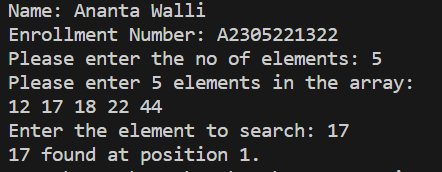 Name: Ananta Walli
Enrollment Number: A2305221322
Please enter the no of elements: 5
Please enter 5 elements in the array:
12 17 18 22 44
Enter the element to search: 17
17 found at position 1.